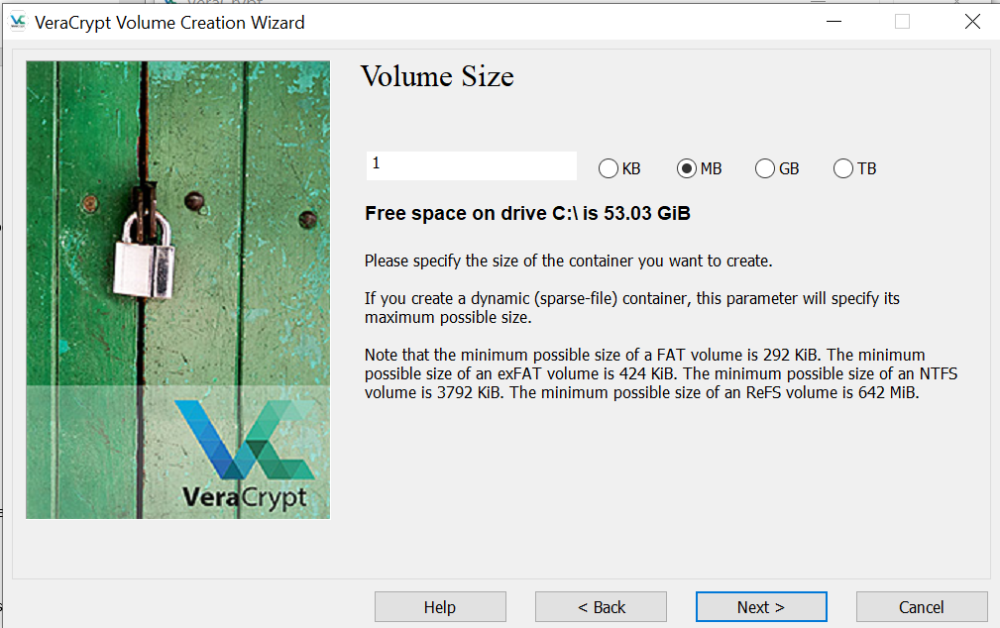 VeraCrypt Volume Creation Wizard
Volume Size
1
KB MB GB TB
Free space on drive C:\ is 53.03 GiB
Please specify the size of the container you want to create.
If you create a dynamic (sparse-file) container, this parameter will specify its
maximum possible size.
Note that the minimum possible size of a FAT volume is 292 KiB. The minimum
possible size of an exFAT volume is 424 KiB. The minimum possible size of an NTFS
volume is 3792 KiB. The minimum possible size of an ReFS volume is 642 MiB.
VeraCrypt
Help < Back Next > Cancel